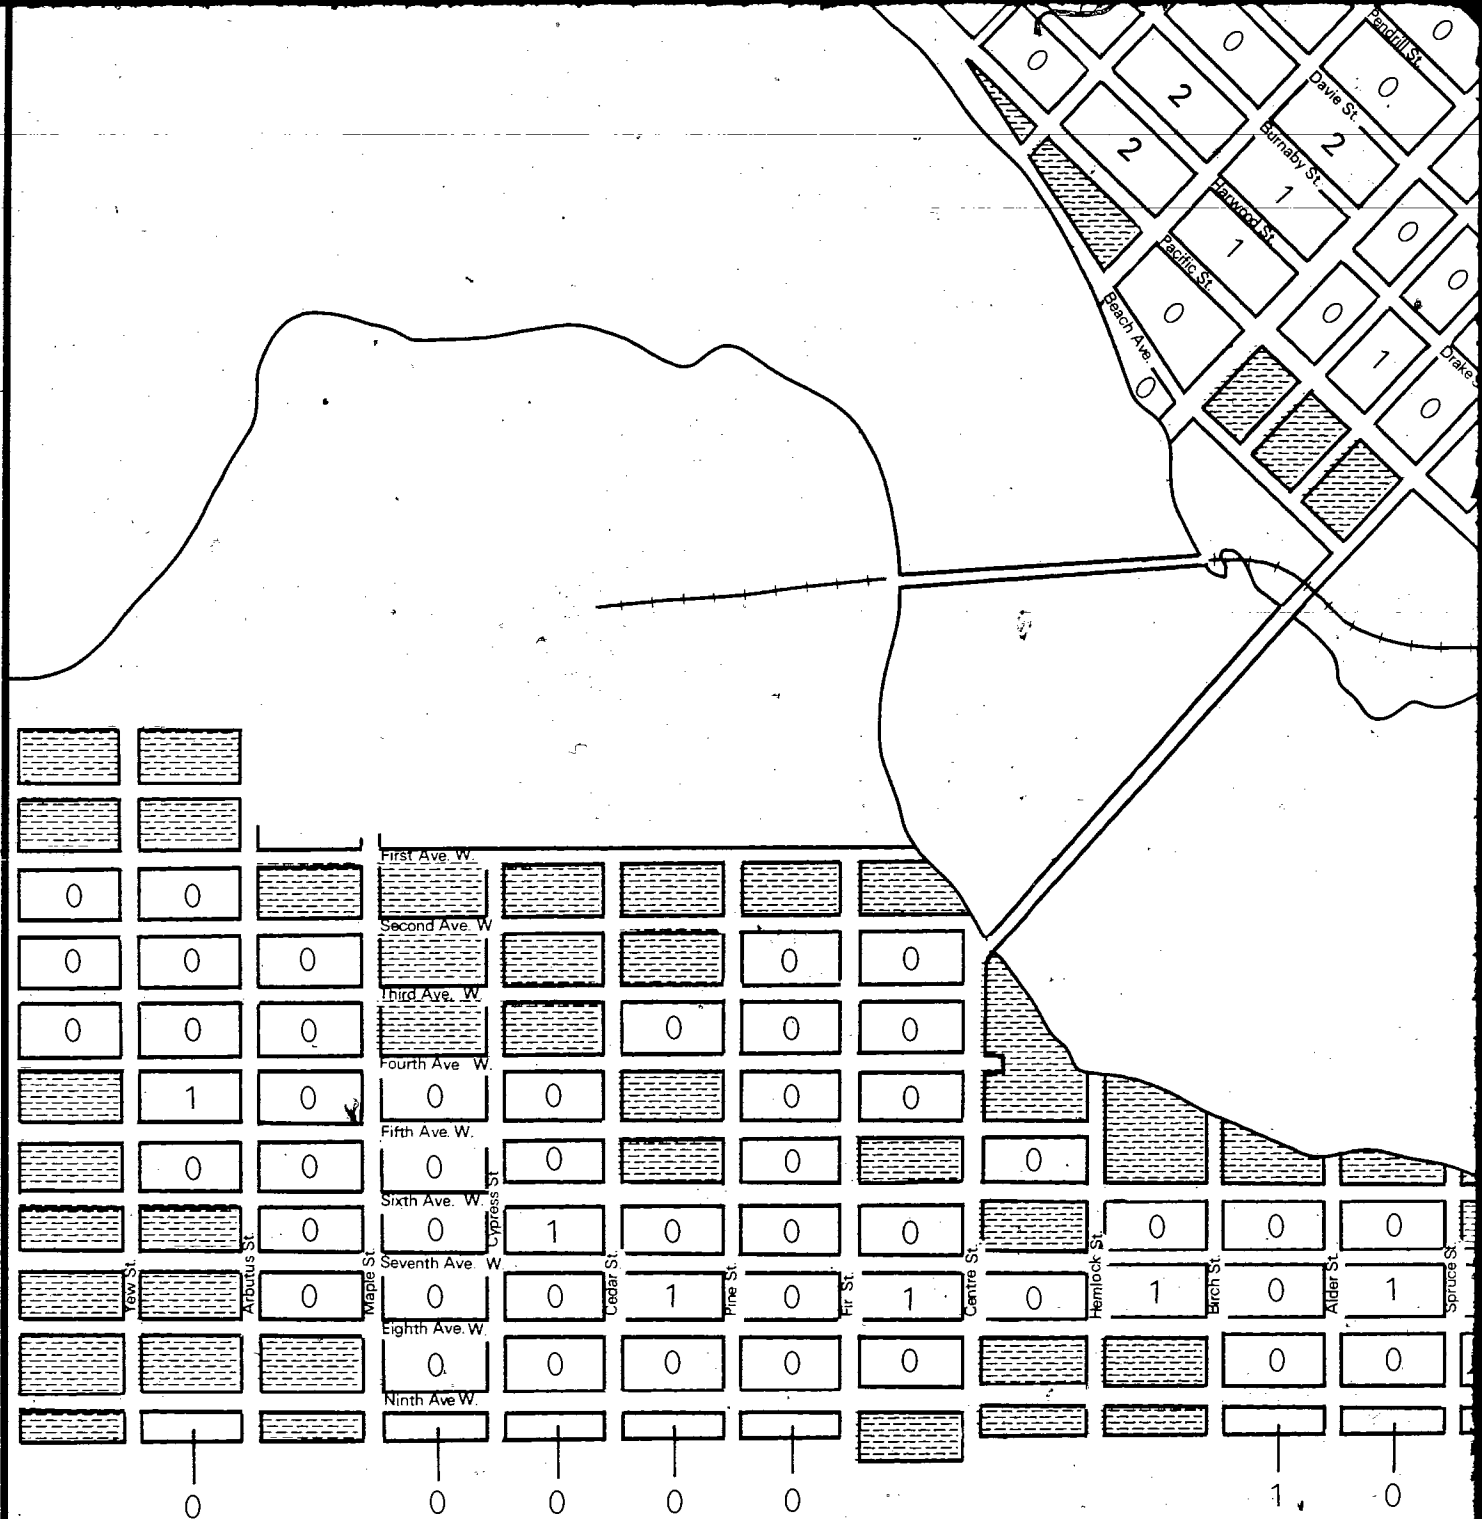 0
0
0
Pendrill St.
0
2
Davie St.
2
2
Burnaby St.
1
Harwood St.
0
1
Pacific St.
0
Beach Ave.
0
0
1
Drake
0
0
First Ave. W.
0 0
Second Ave. W
0 0 0 0 0
Third Ave. W.
0 0 0 0 0 0
Fourth Ave W.
1 0 0 0 0 0
Fifth Ave. W.
0 0 0 0 0 0
Sixth Ave. W.
Cypress St
0 0 1 0 0 0 0 0 0
Seventh Ave. W
Yew St.
Arbutus St.
Maple St.
Cedar St.
Pine St.
Fir St.
Centre St.
Hemlock St.
Birch St.
Alder St.
Spruce St.
0 0 0 1 0 1 0 1 0 1
Eighth Ave. W.
0 0 0 0 0 0 0
Ninth Ave W.
0 0 0 0 0 1 0